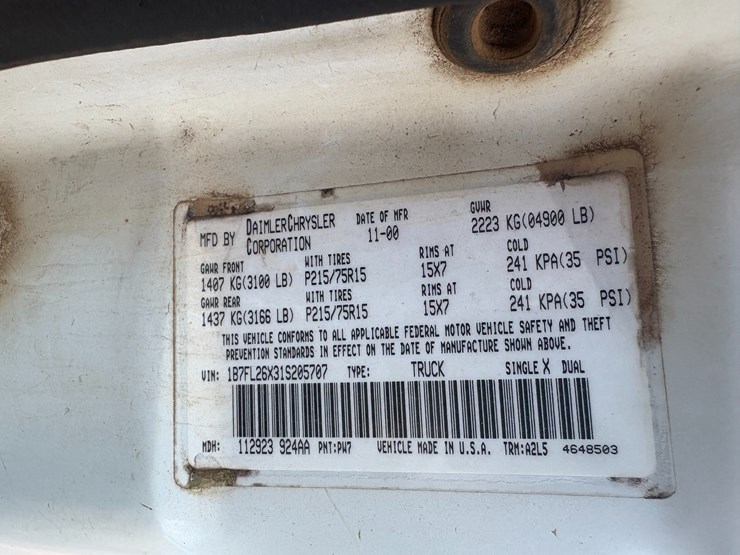 MFD BY DAIMLERCHRYSLER CORPORATION DATE OF MFR 11-00 GVWR 2223 KG(04900 LB)
GAWR FRONT WITH TIRES RIMS AT COLD
1407 KG(3100 LB) P215/75R15 15X7 241 KPA(35 PSI)
GAWR REAR WITH TIRES RIMS AT COLD
1437 KG(3166 LB) P215/75R15 15X7 241 KPA(35 PSI)
THIS VEHICLE CONFORMS TO ALL APPLICABLE FEDERAL MOTOR VEHICLE SAFETY AND THEFT
PREVENTION STANDARDS IN EFFECT ON THE DATE OF MANUFACTURE SHOWN ABOVE.
VIN: 1B7FL26X31S205707 TYPE: TRUCK SINGLE X DUAL
MDH: 112923 924AA PNT:PW7 VEHICLE MADE IN U.S.A. TRM:A2L5 4648503